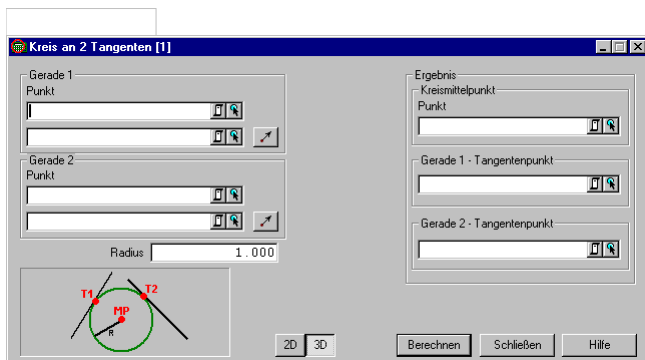 Kreis an 2 Tangenten [1]
Gerade 1
Punkt
Gerade 2
Punkt
Radius 1.000
T1
T2
MP
R
2D 3D
Ergebnis
Kreismittelpunkt
Punkt
Gerade 1 - Tangentenpunkt
Gerade 2 - Tangentenpunkt
Berechnen Schließen Hilfe